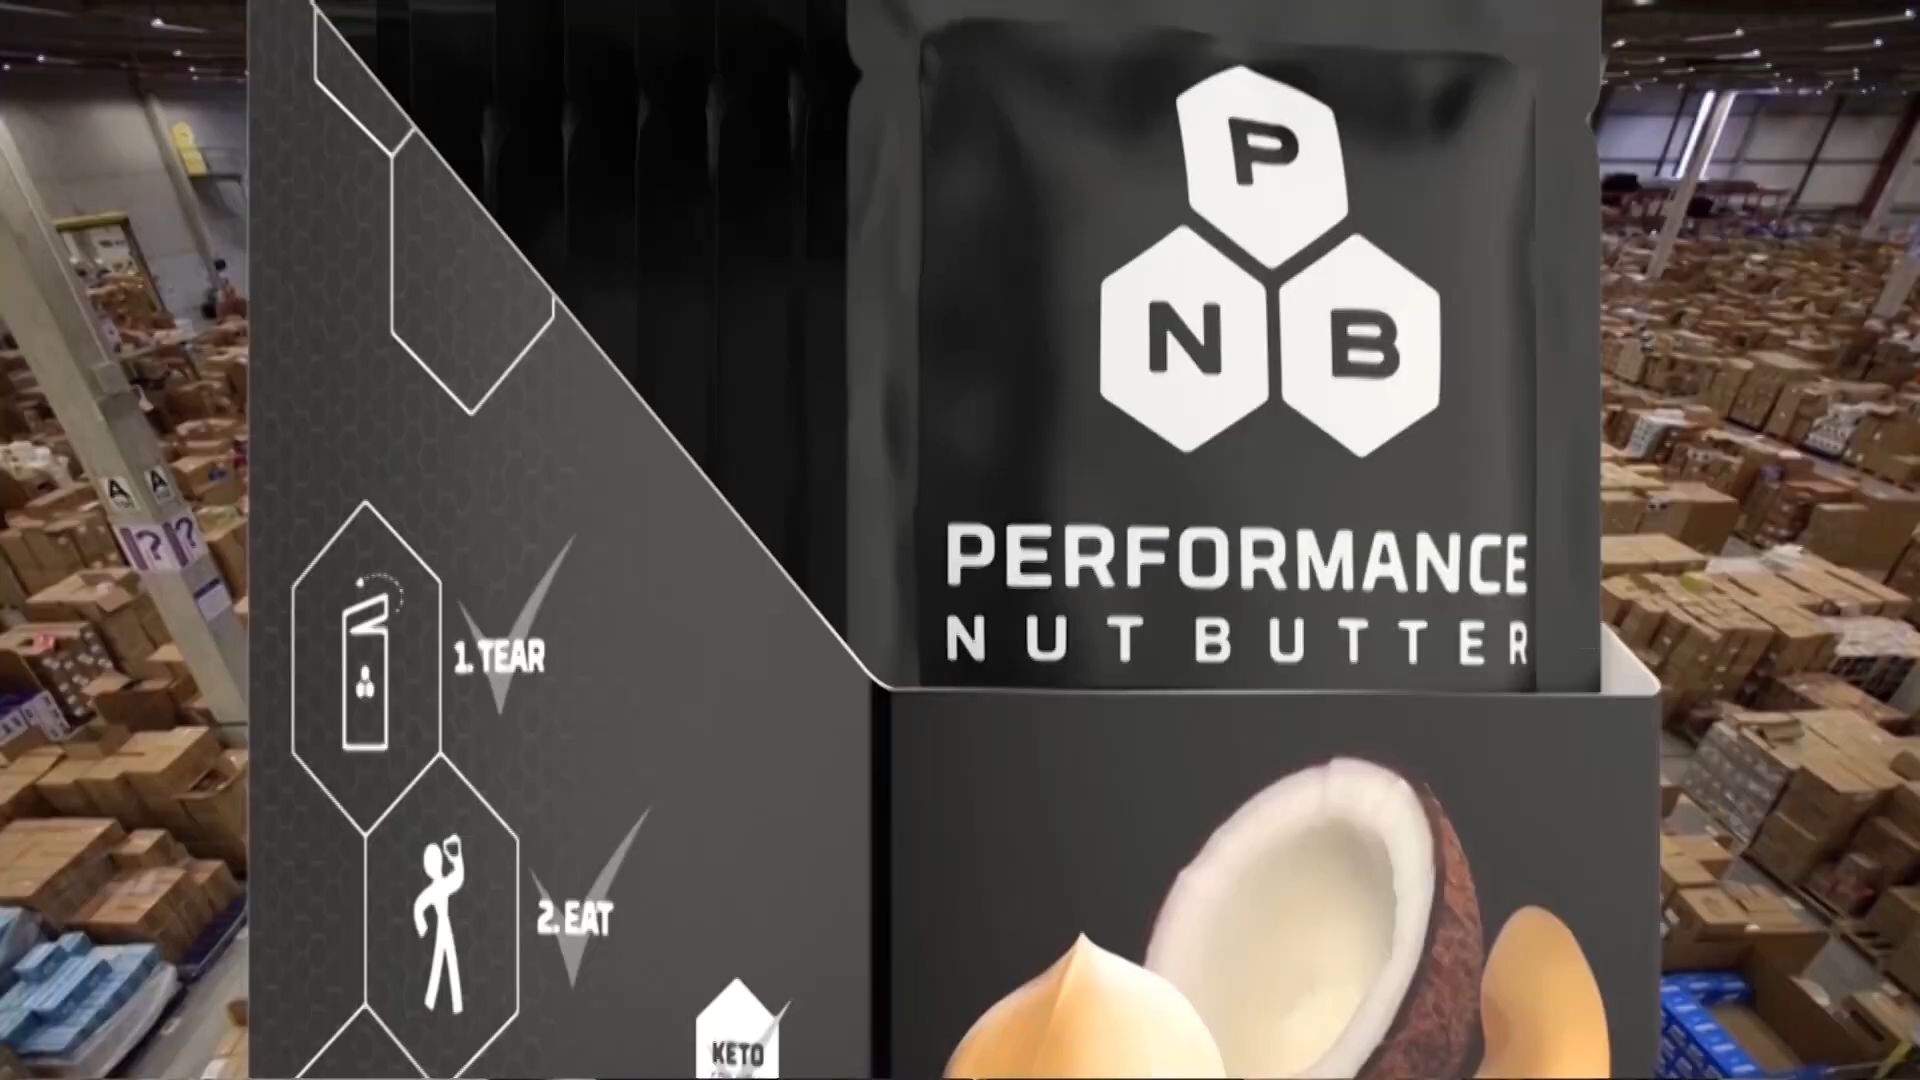 P
N B
PERFORMANCE
NUT BUTTER
1. TEAR
2. EAT
KETO
A A
? ?